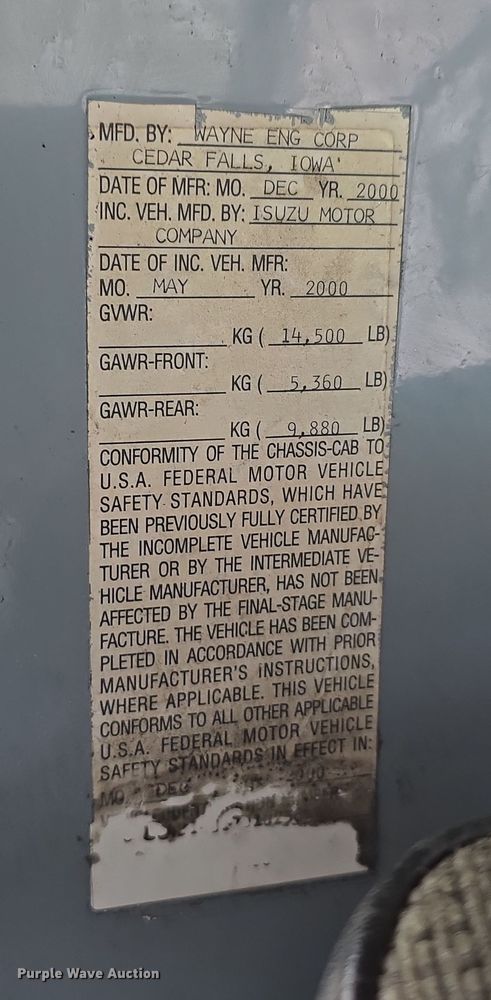 MFD. BY: WAYNE ENG CORP
CEDAR FALLS, IOWA
DATE OF MFR: MO. DEC YR. 2000
INC. VEH. MFD. BY: ISUZU MOTOR
COMPANY
DATE OF INC. VEH. MFR:
MO. MAY YR. 2000
GVWR:
KG ( 14,500 LB)
GAWR-FRONT:
KG ( 5,360 LB)
GAWR-REAR:
KG ( 9,880 LB)
CONFORMITY OF THE CHASSIS-CAB TO
U.S.A. FEDERAL MOTOR VEHICLE
SAFETY STANDARDS, WHICH HAVE
BEEN PREVIOUSLY FULLY CERTIFIED BY
THE INCOMPLETE VEHICLE MANUFAC-
TURER OR BY THE INTERMEDIATE VE-
HICLE MANUFACTURER, HAS NOT BEEN
AFFECTED BY THE FINAL-STAGE MANU-
FACTURE. THE VEHICLE HAS BEEN COM-
PLETED IN ACCORDANCE WITH PRIOR
MANUFACTURER'S INSTRUCTIONS,
WHERE APPLICABLE. THIS VEHICLE
CONFORMS TO ALL OTHER APPLICABLE
U.S.A. FEDERAL MOTOR VEHICLE
SAFETY STANDARDS IN EFFECT IN:
MO. DEC
Purple Wave Auction